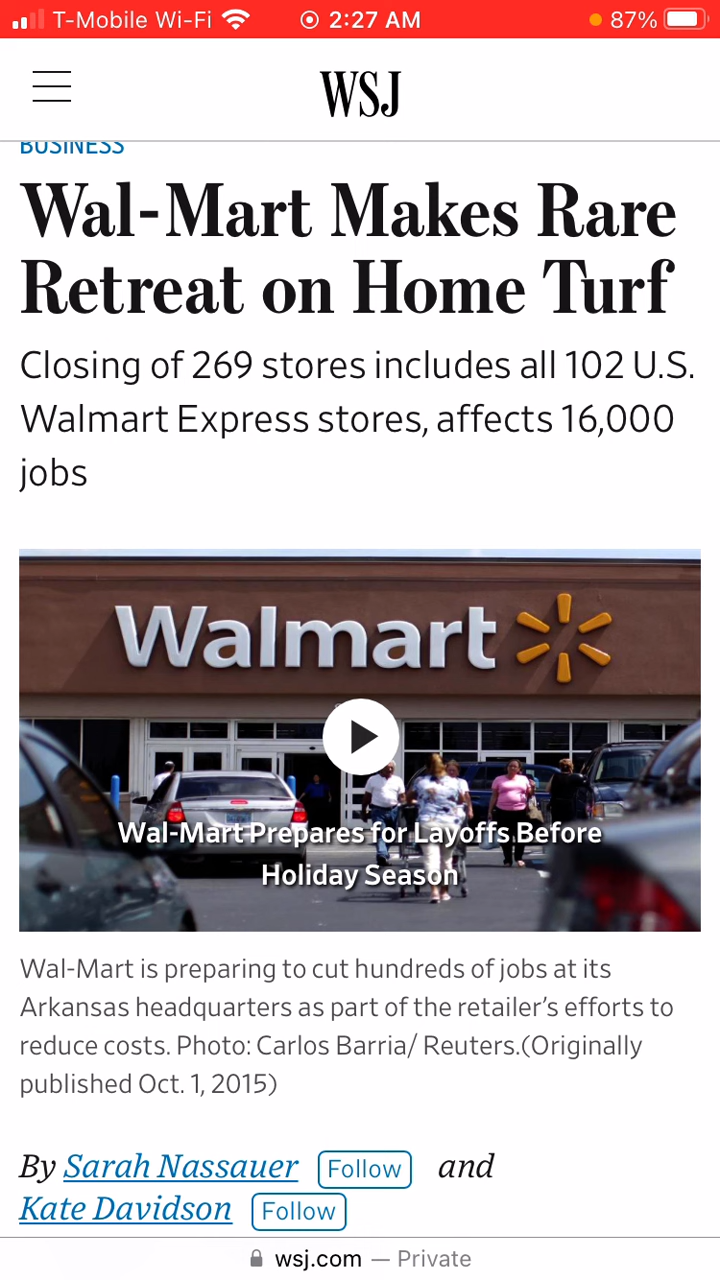 T-Mobile Wi-Fi 2:27 AM 87%
WSJ
BUSINESS
Wal-Mart Makes Rare
Retreat on Home Turf
Closing of 269 stores includes all 102 U.S.
Walmart Express stores, affects 16,000
jobs
Walmart
Wal-Mart Prepares for Layoffs Before
Holiday Season
Wal-Mart is preparing to cut hundreds of jobs at its
Arkansas headquarters as part of the retailer’s efforts to
reduce costs. Photo: Carlos Barria/ Reuters.(Originally
published Oct. 1, 2015)
By Sarah Nassauer Follow and
Kate Davidson Follow
wsj.com — Private